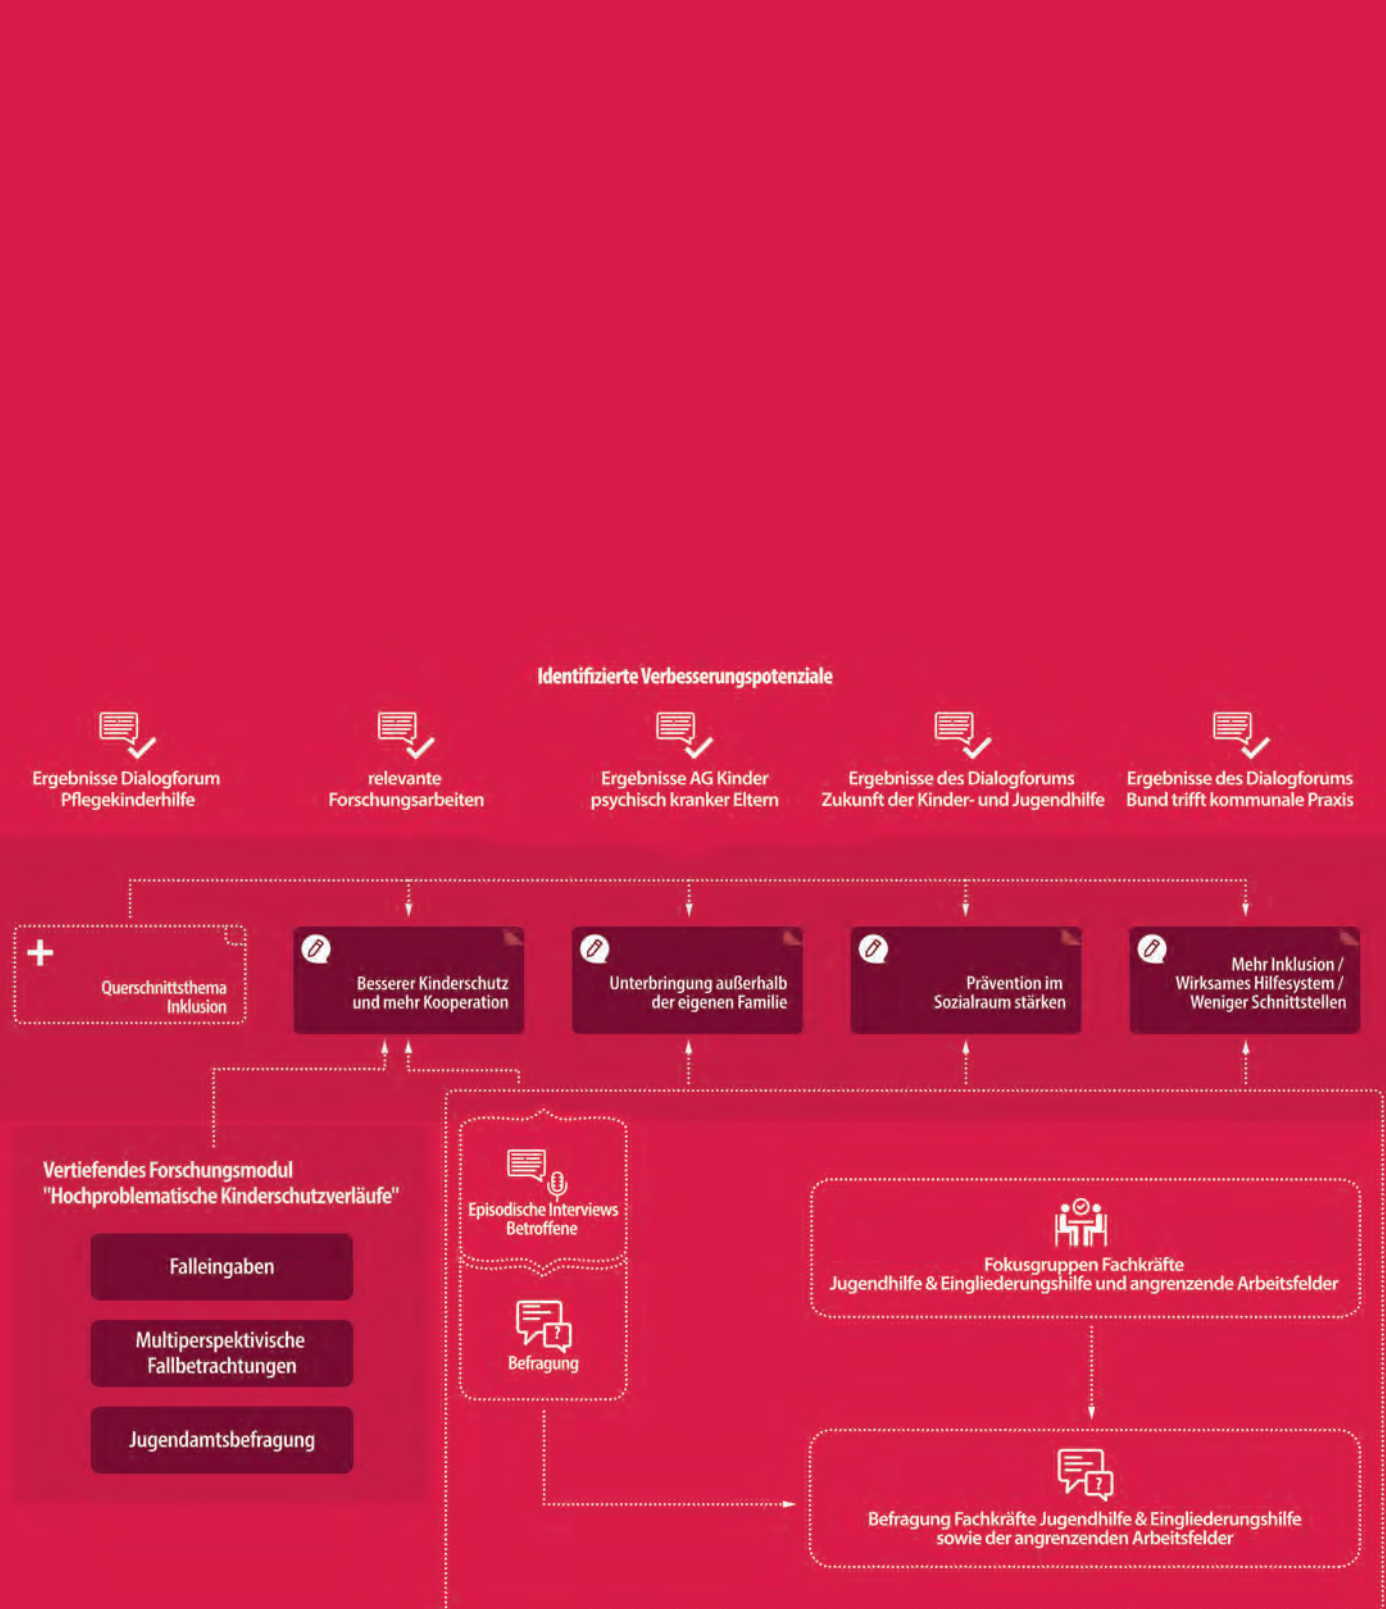 Identifizierte Verbesserungspotenziale
Ergebnisse Dialogforum
Pflegekinderhilfe
relevante
Forschungsarbeiten
Ergebnisse AG Kinder
psychisch kranker Eltern
Ergebnisse des Dialogforums
Zukunft der Kinder- und Jugendhilfe
Ergebnisse des Dialogforums
Bund trifft kommunale Praxis
Querschnittsthema
Inklusion
Besserer Kinderschutz
und mehr Kooperation
Unterbringung außerhalb
der eigenen Familie
Prävention im
Sozialraum stärken
Mehr Inklusion /
Wirksames Hilfesystem /
Weniger Schnittstellen
Vertiefendes Forschungsmodul
"Hochproblematische Kinderschutzverläufe"
Falleingaben
Multiperspektivische
Fallbetrachtungen
Jugendamtsbefragung
Episodische Interviews
Betroffene
?
Befragung
Fokusgruppen Fachkräfte
Jugendhilfe & Eingliederungshilfe und angrenzende Arbeitsfelder
?
Befragung Fachkräfte Jugendhilfe & Eingliederungshilfe
sowie der angrenzenden Arbeitsfelder